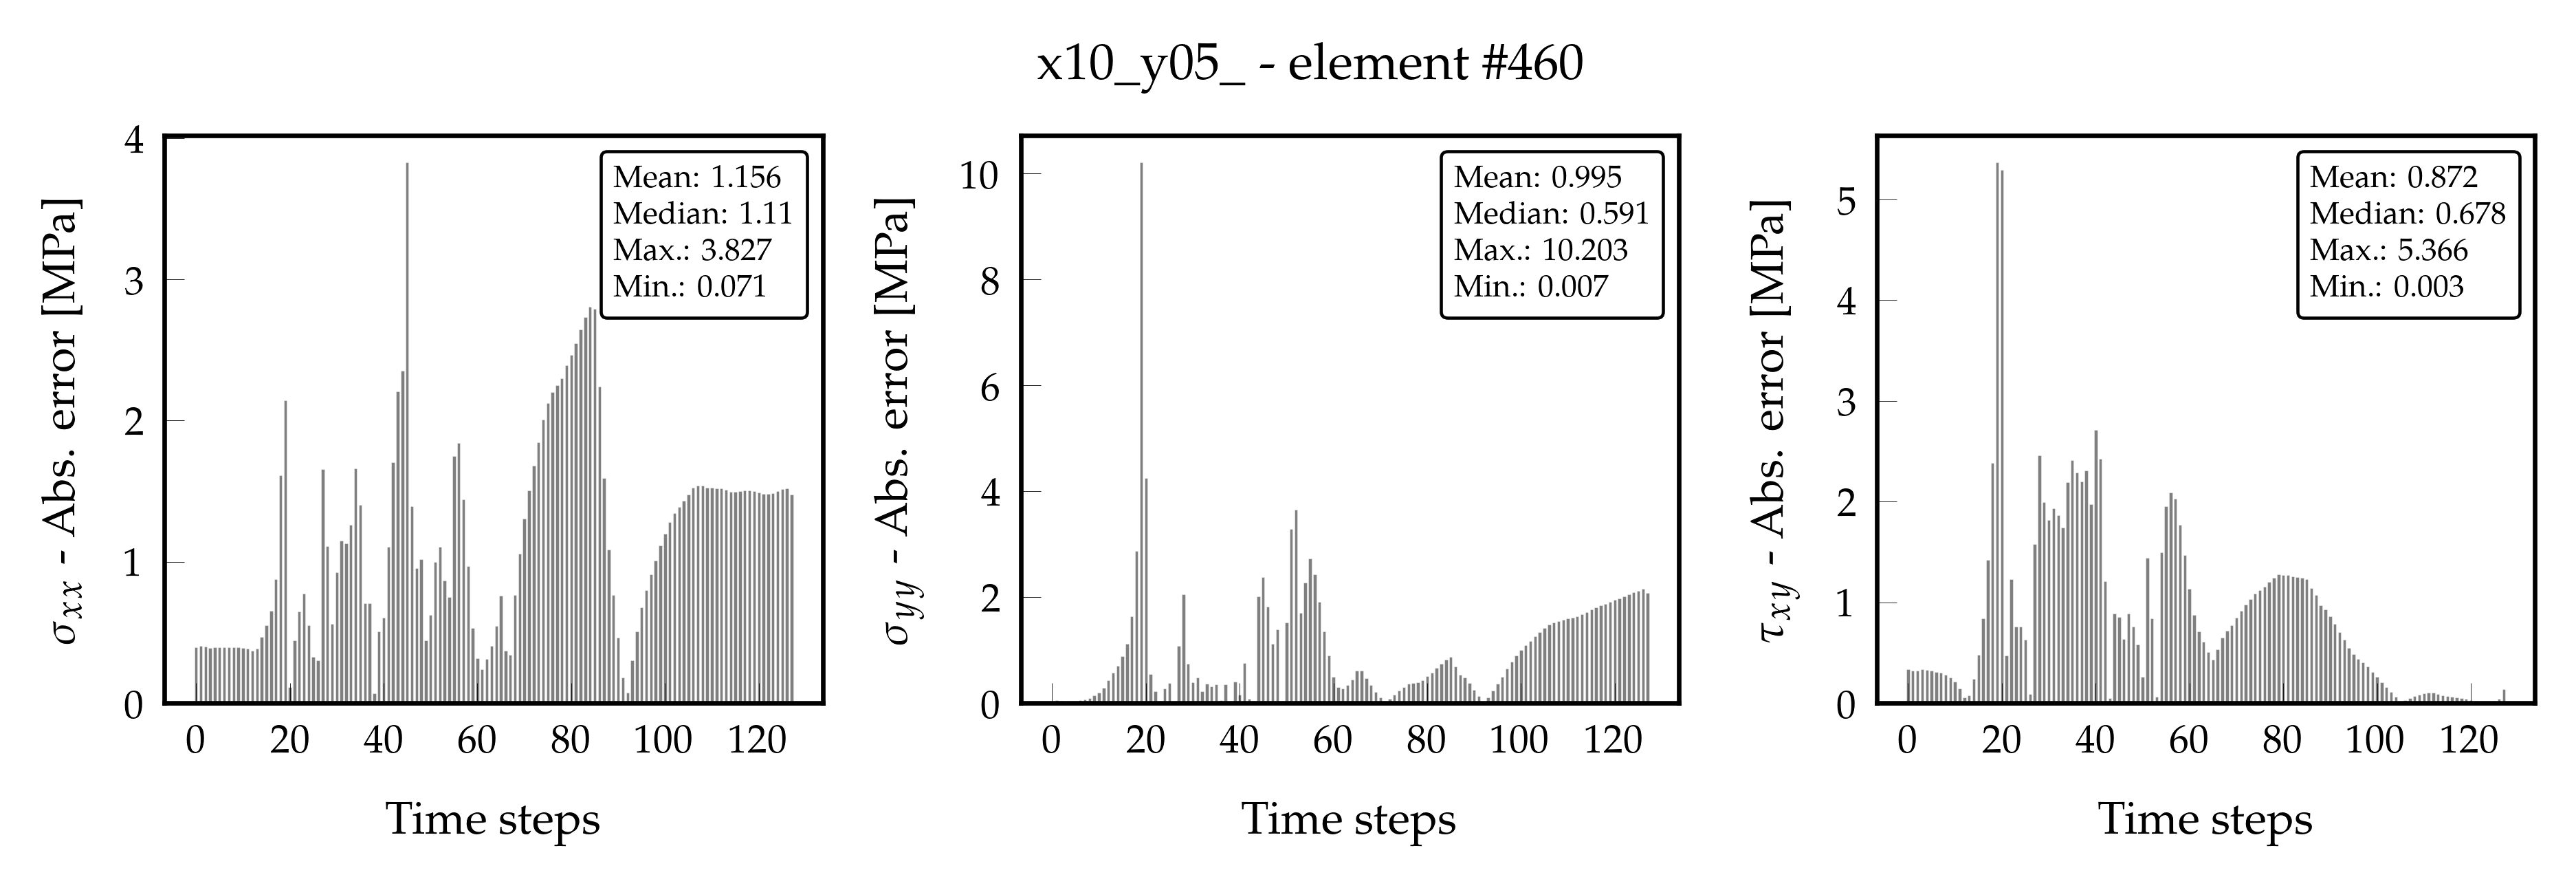 x10_y05_ - element #460
σxx - Abs. error [MPa]
4
3
2
1
0
Mean: 1.156
Median: 1.11
Max.: 3.827
Min.: 0.071
0 20 40 60 80 100 120
Time steps
σyy - Abs. error [MPa]
10
8
6
4
2
0
Mean: 0.995
Median: 0.591
Max.: 10.203
Min.: 0.007
0 20 40 60 80 100 120
Time steps
τxy - Abs. error [MPa]
5
4
3
2
1
0
Mean: 0.872
Median: 0.678
Max.: 5.366
Min.: 0.003
0 20 40 60 80 100 120
Time steps